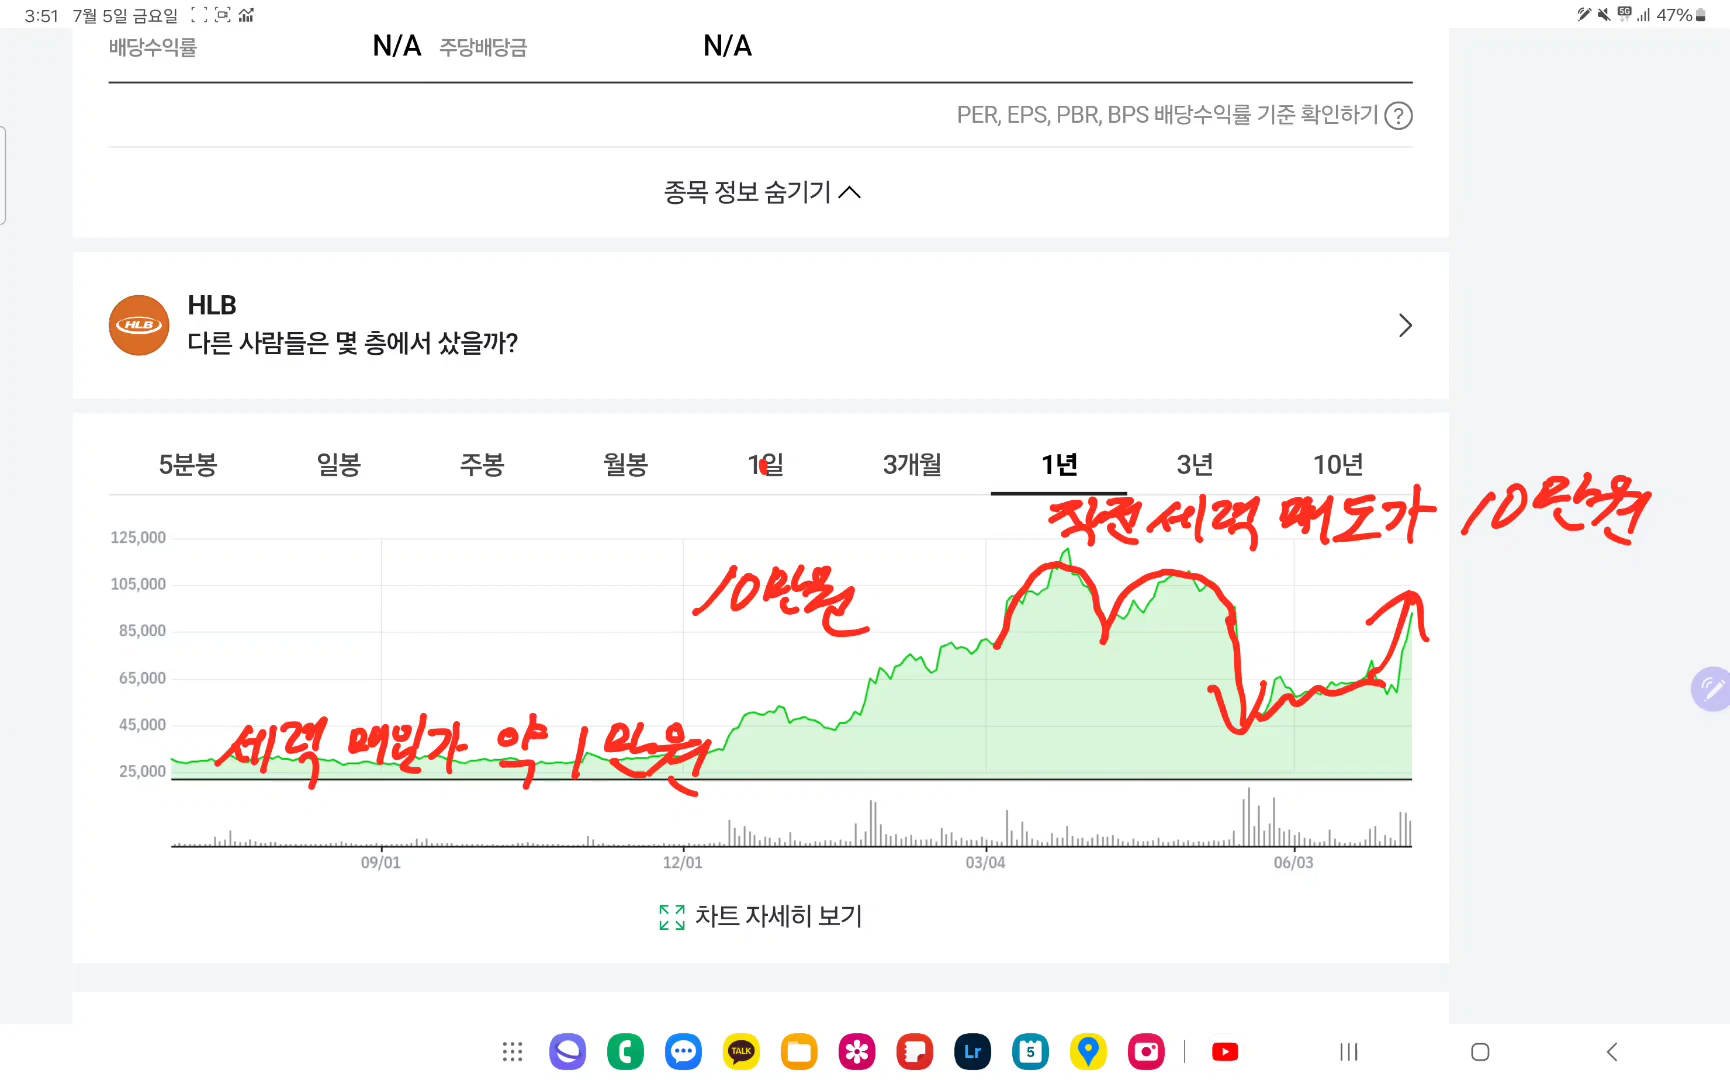 3:51 7월 5일 금요일
5G 47%
배당수익률 N/A 주당배당금 N/A
PER, EPS, PBR, BPS 배당수익률 기준 확인하기 ?
종목 정보 숨기기
HLB
HLB
다른 사람들은 몇 층에서 샀을까?
5분봉 일봉 주봉 월봉 1일 3개월 1년 3년 10년
직전 세력 매도가 10만원
125,000
105,000
10만원
85,000
65,000
45,000
세력 매입가 약 1만원
25,000
09/01 12/01 03/04 06/03
차트 자세히 보기
TALK Lr 5